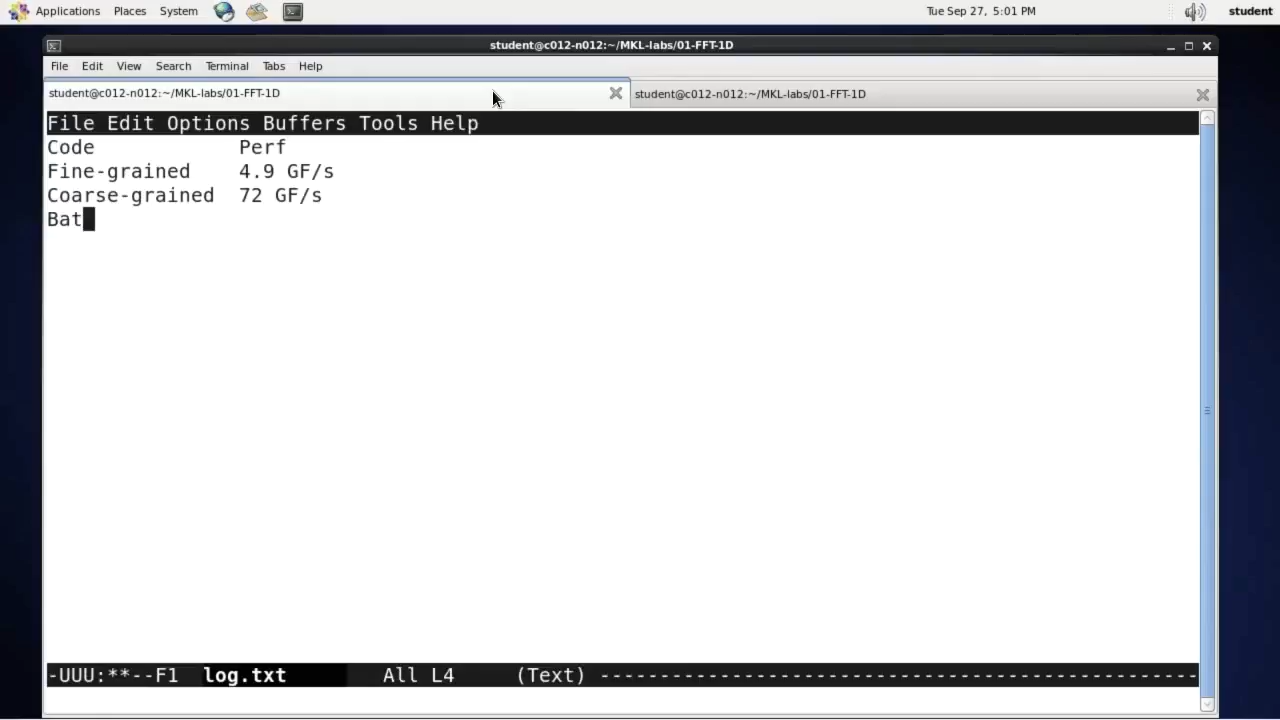 Applications Places System Tue Sep 27, 5:01 PM student
student@c012-n012:~/MKL-labs/01-FFT-1D
File Edit View Search Terminal Tabs Help
student@c012-n012:~/MKL-labs/01-FFT-1D student@c012-n012:~/MKL-labs/01-FFT-1D
File Edit Options Buffers Tools Help
Code Perf
Fine-grained 4.9 GF/s
Coarse-grained 72 GF/s
Bat
-UUU:**--F1 log.txt All L4 (Text) --------------------------------------------------